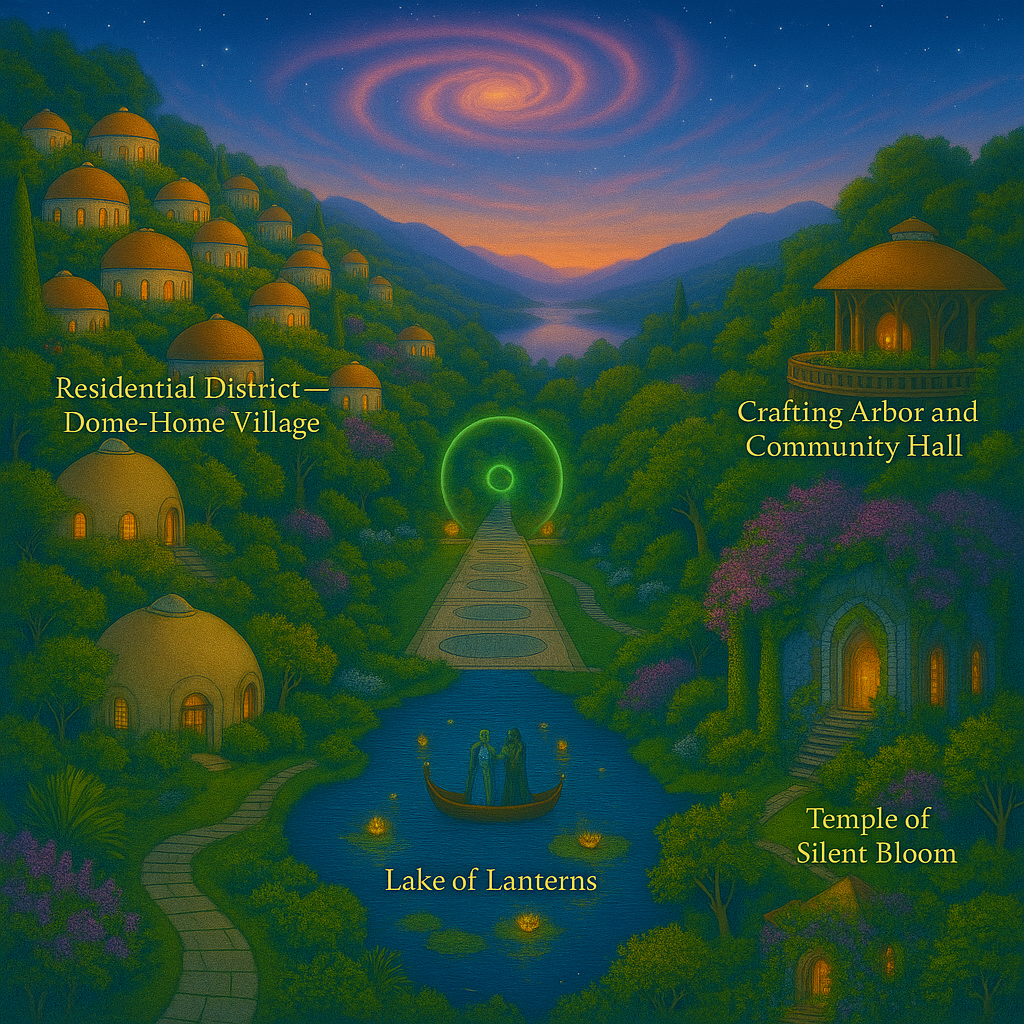 Residential District—
Dome-Home Village
Crafting Arbor and
Community Hall
Temple of
Silent Bloom
Lake of Lanterns